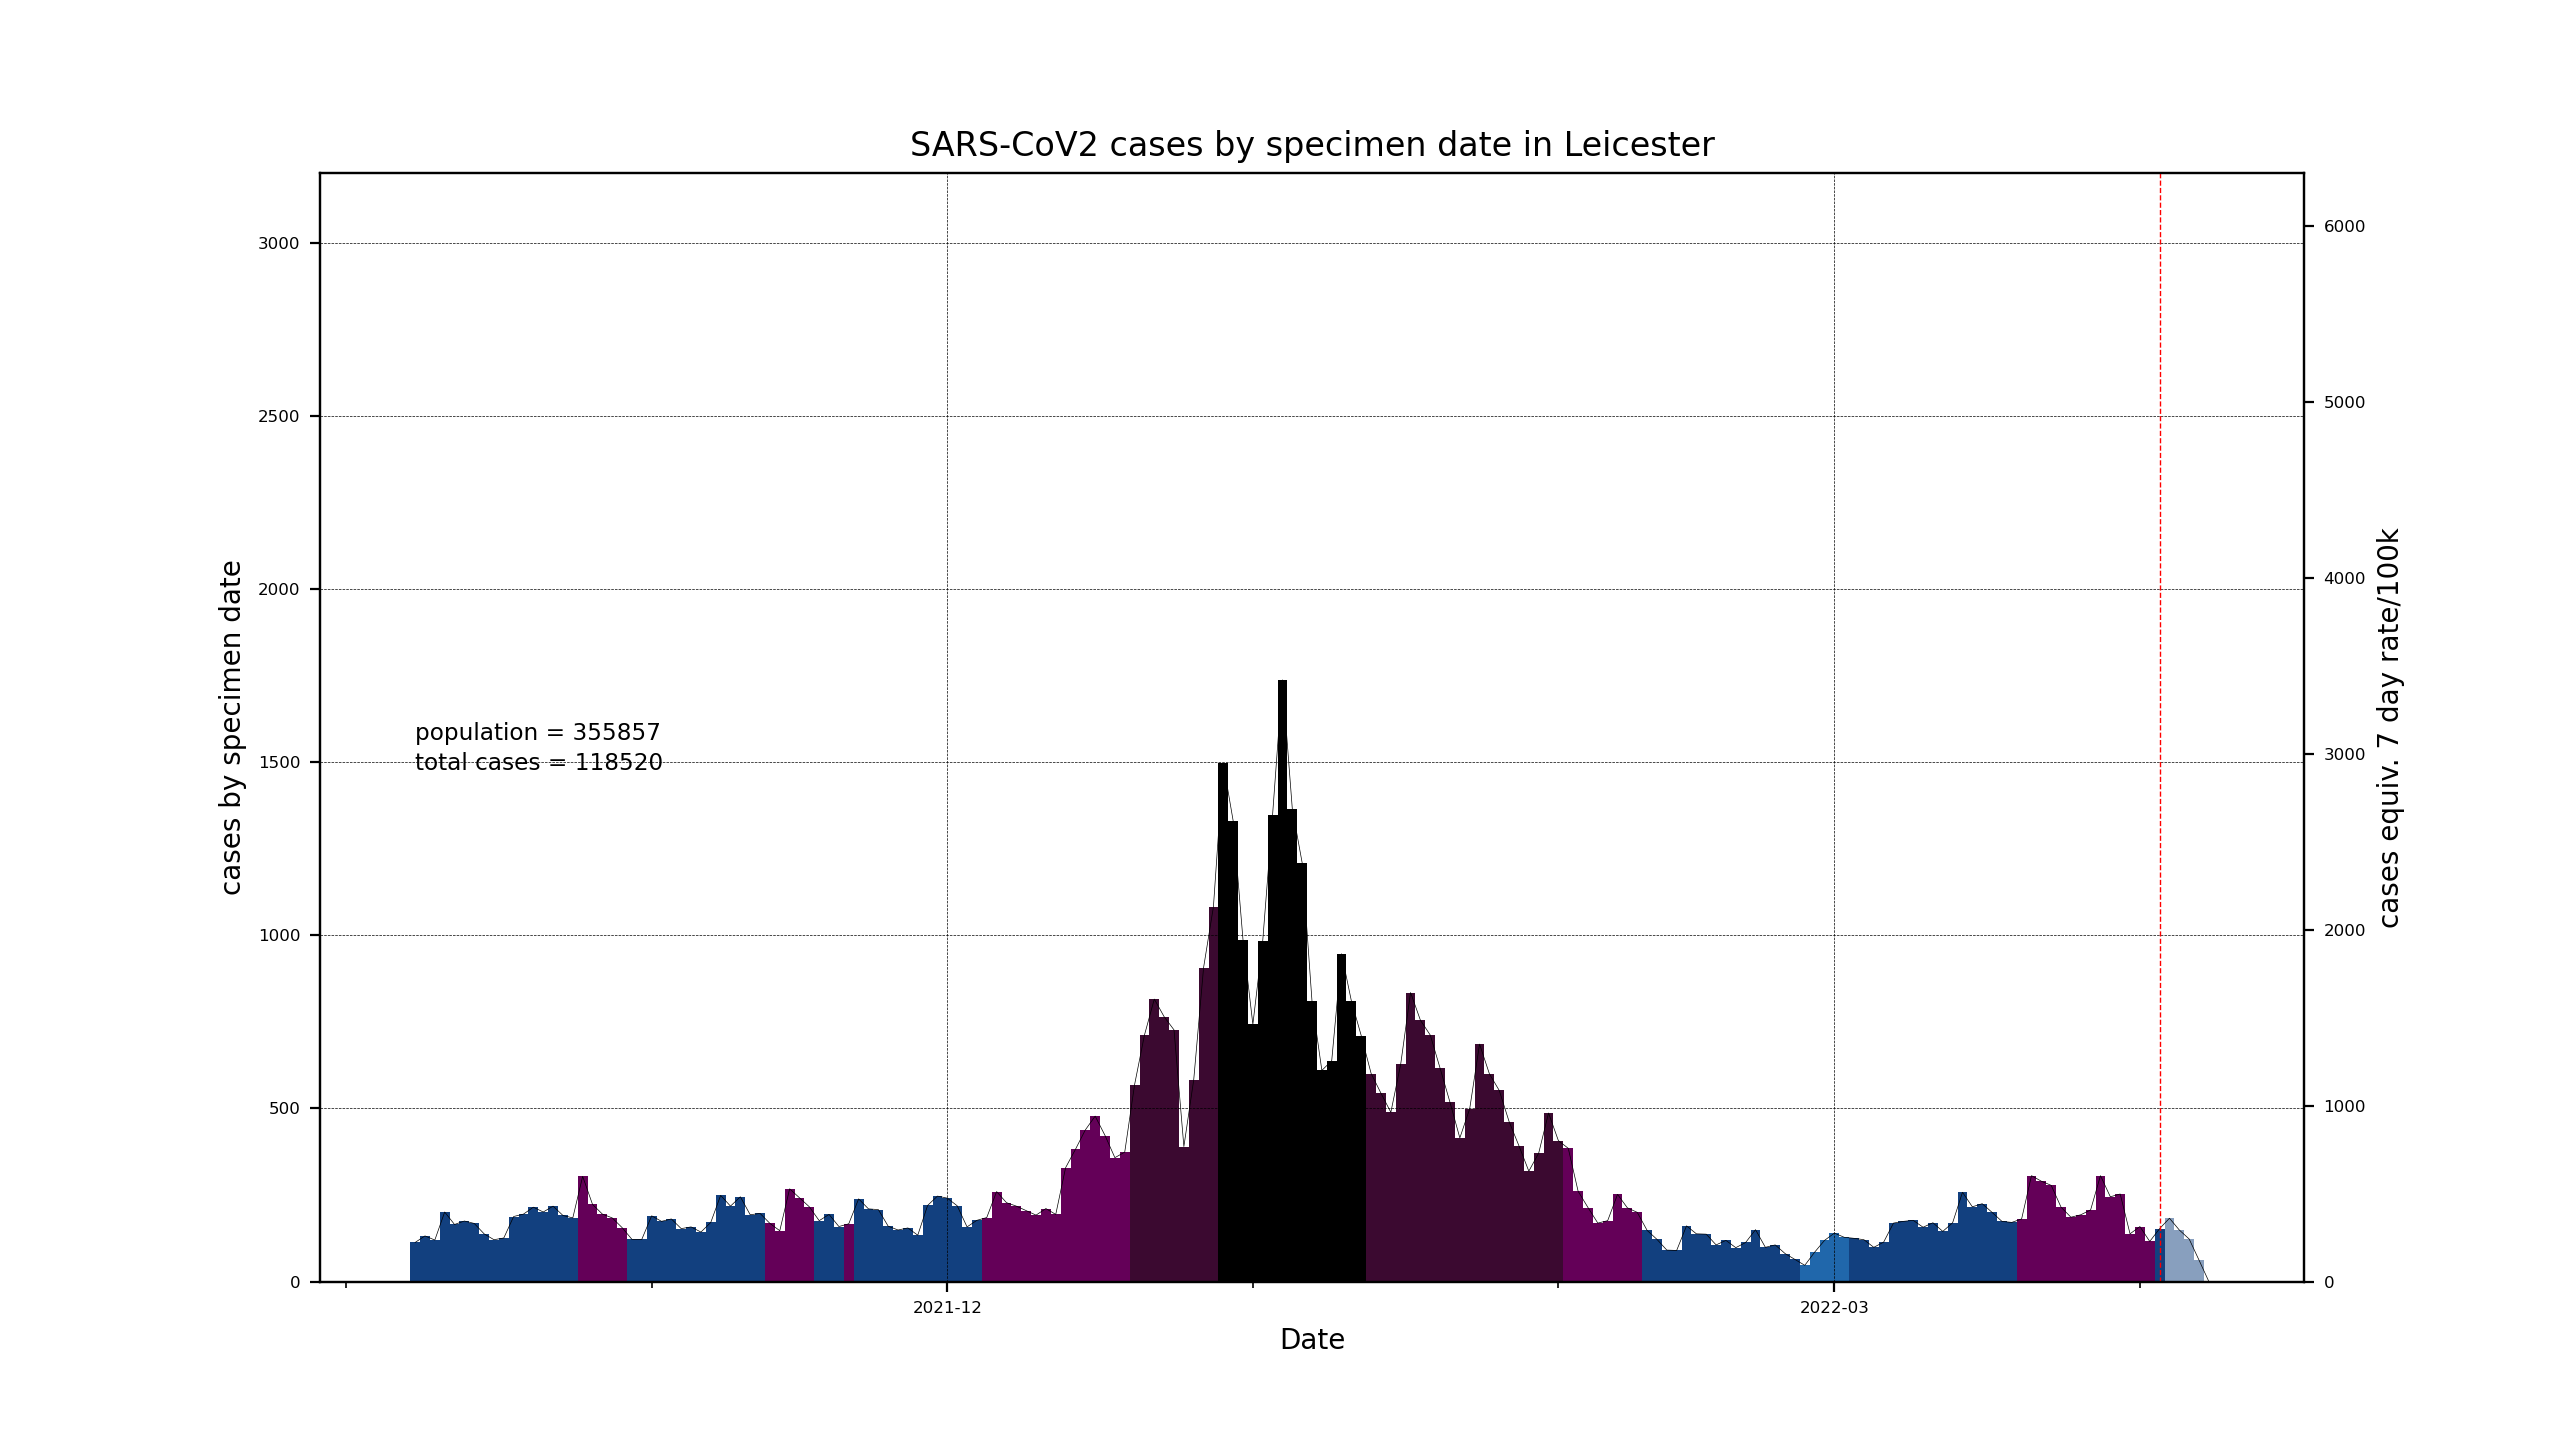 SARS-CoV2 cases by specimen date in Leicester
cases by specimen date
3000
2500
2000
1500
1000
500
0
population = 355857
total cases = 118520
6000
5000
4000
3000
2000
1000
0
cases equiv. 7 day rate/100k
2021-12
2022-03
Date